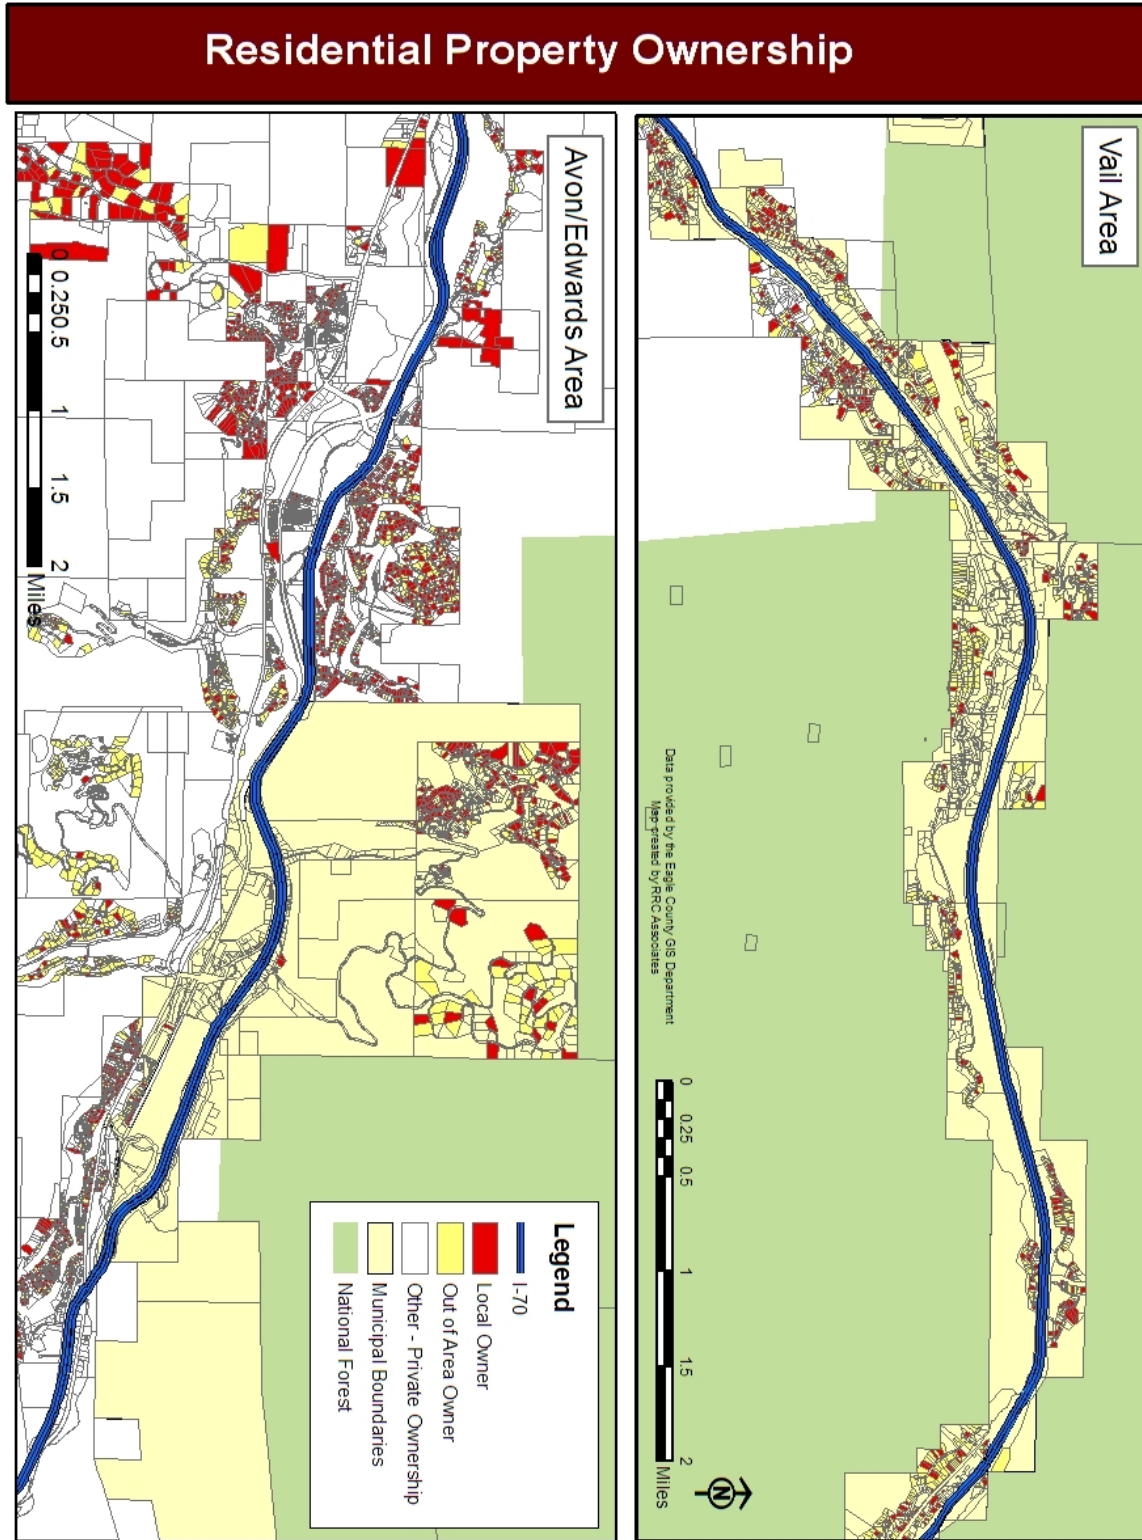 Residential Property Ownership
Vail Area
Data provided by the Eagle County GIS Department
Map created by RRC Associates
0 0.25 0.5 1 1.5 2
Miles
N
Avon/Edwards Area
0 0.250.5 1 1.5 2
Miles
Legend
I-70
Local Owner
Out of Area Owner
Other - Private Ownership
Municipal Boundaries
National Forest